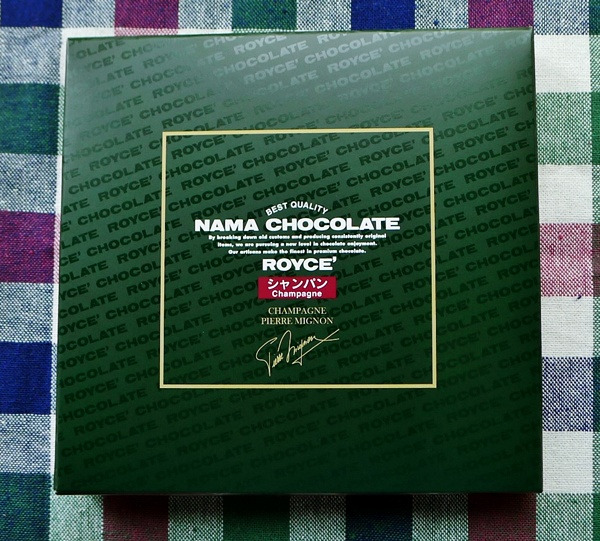 BEST QUALITY
NAMA CHOCOLATE
By breaking down old customs and producing consistently original
items, we are pursuing a new level in chocolate enjoyment.
Our artisans make the finest in premium chocolate.
ROYCE'
シャンパン
Champagne
CHAMPAGNE
PIERRE MIGNON
Pierre Mignon